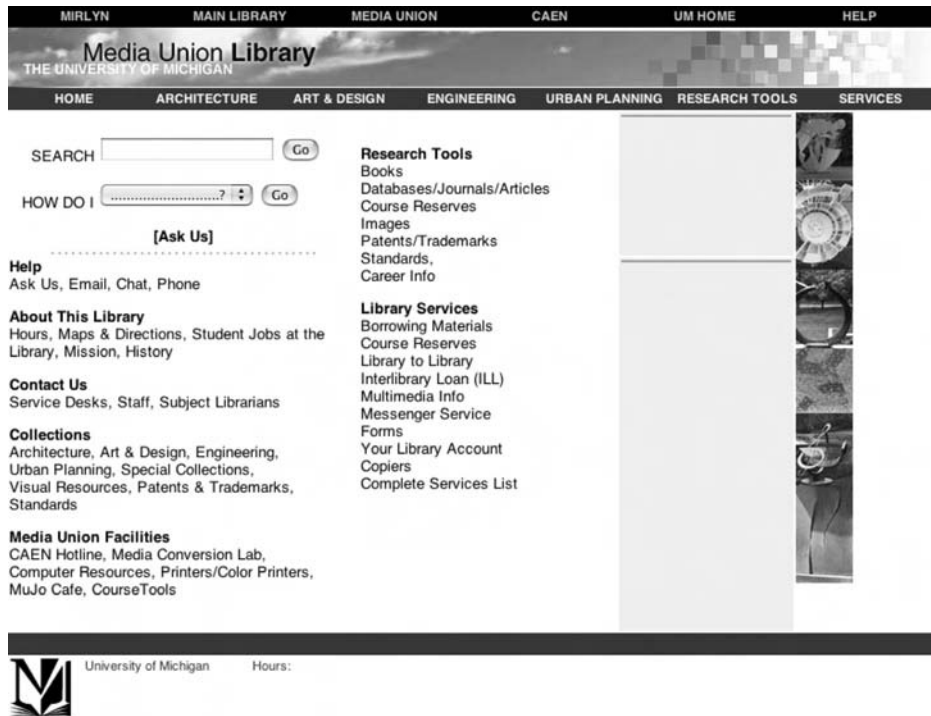 MIRLYN MAIN LIBRARY MEDIA UNION CAEN UM HOME HELP
Media Union Library
THE UNIVERSITY OF MICHIGAN
HOME ARCHITECTURE ART & DESIGN ENGINEERING URBAN PLANNING RESEARCH TOOLS SERVICES
SEARCH Go
HOW DO I ...........................? Go
[Ask Us]
Help
Ask Us, Email, Chat, Phone
About This Library
Hours, Maps & Directions, Student Jobs at the
Library, Mission, History
Contact Us
Service Desks, Staff, Subject Librarians
Collections
Architecture, Art & Design, Engineering,
Urban Planning, Special Collections,
Visual Resources, Patents & Trademarks,
Standards
Media Union Facilities
CAEN Hotline, Media Conversion Lab,
Computer Resources, Printers/Color Printers,
MuJo Cafe, CourseTools
Research Tools
Books
Databases/Journals/Articles
Course Reserves
Images
Patents/Trademarks
Standards,
Career Info
Library Services
Borrowing Materials
Course Reserves
Library to Library
Interlibrary Loan (ILL)
Multimedia Info
Messenger Service
Forms
Your Library Account
Copiers
Complete Services List
M
University of Michigan Hours: